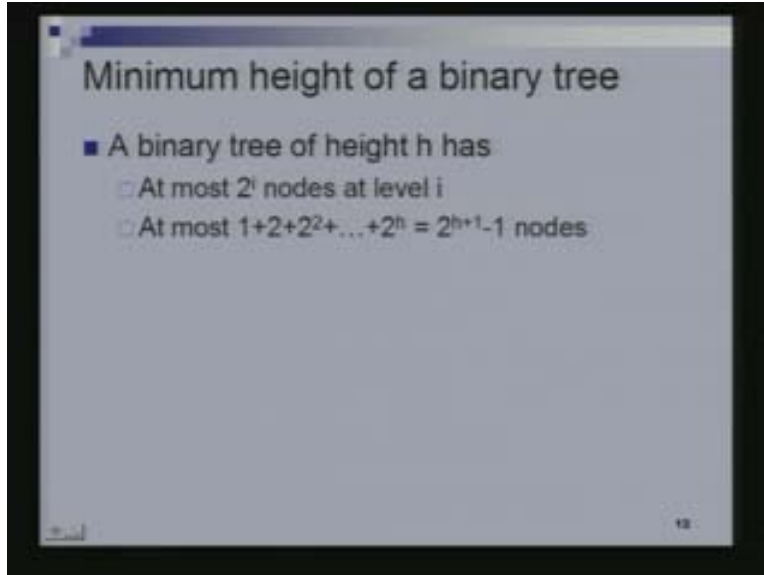 Minimum height of a binary tree
A binary tree of height h has
At most 2ⁱ nodes at level i
At most 1+2+2²+...+2ʰ = 2ʰ⁺¹-1 nodes